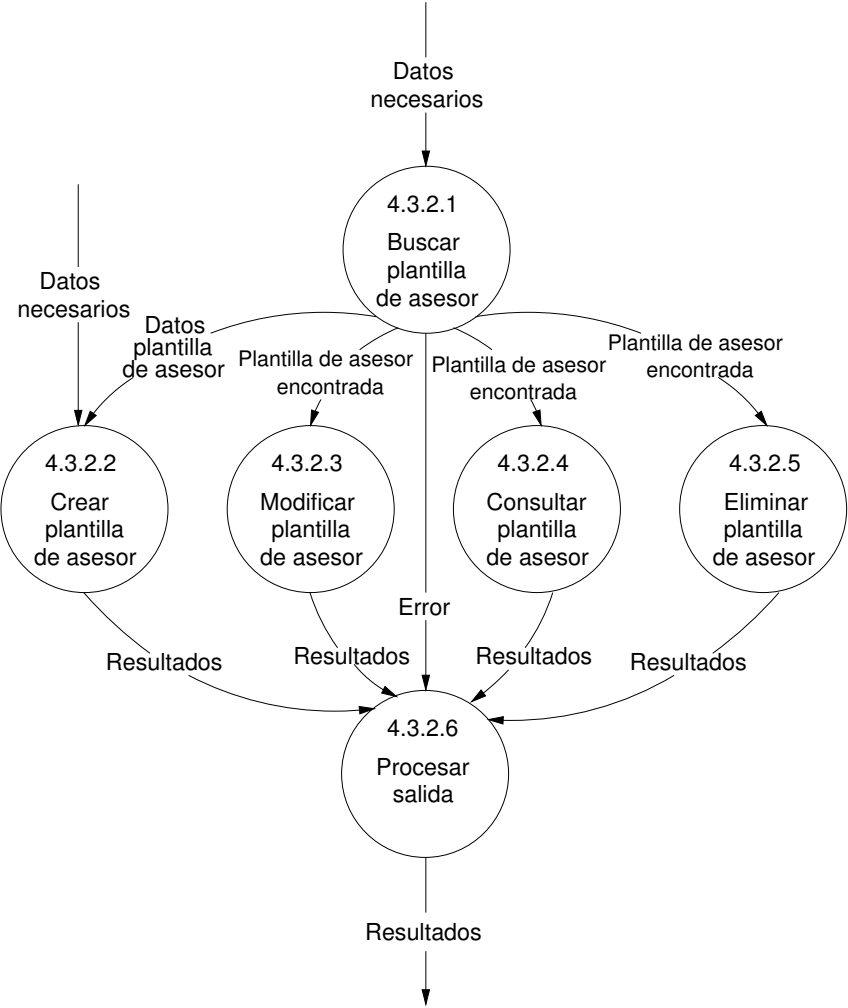 Datos
necesarios
4.3.2.1
Buscar
plantilla
de asesor
Datos
necesarios
Datos
plantilla
de asesor
Plantilla de asesor
encontrada
Plantilla de asesor
encontrada
Plantilla de asesor
encontrada
4.3.2.2
Crear
plantilla
de asesor
4.3.2.3
Modificar
plantilla
de asesor
4.3.2.4
Consultar
plantilla
de asesor
4.3.2.5
Eliminar
plantilla
de asesor
Error
Resultados
Resultados
Resultados
Resultados
4.3.2.6
Procesar
salida
Resultados